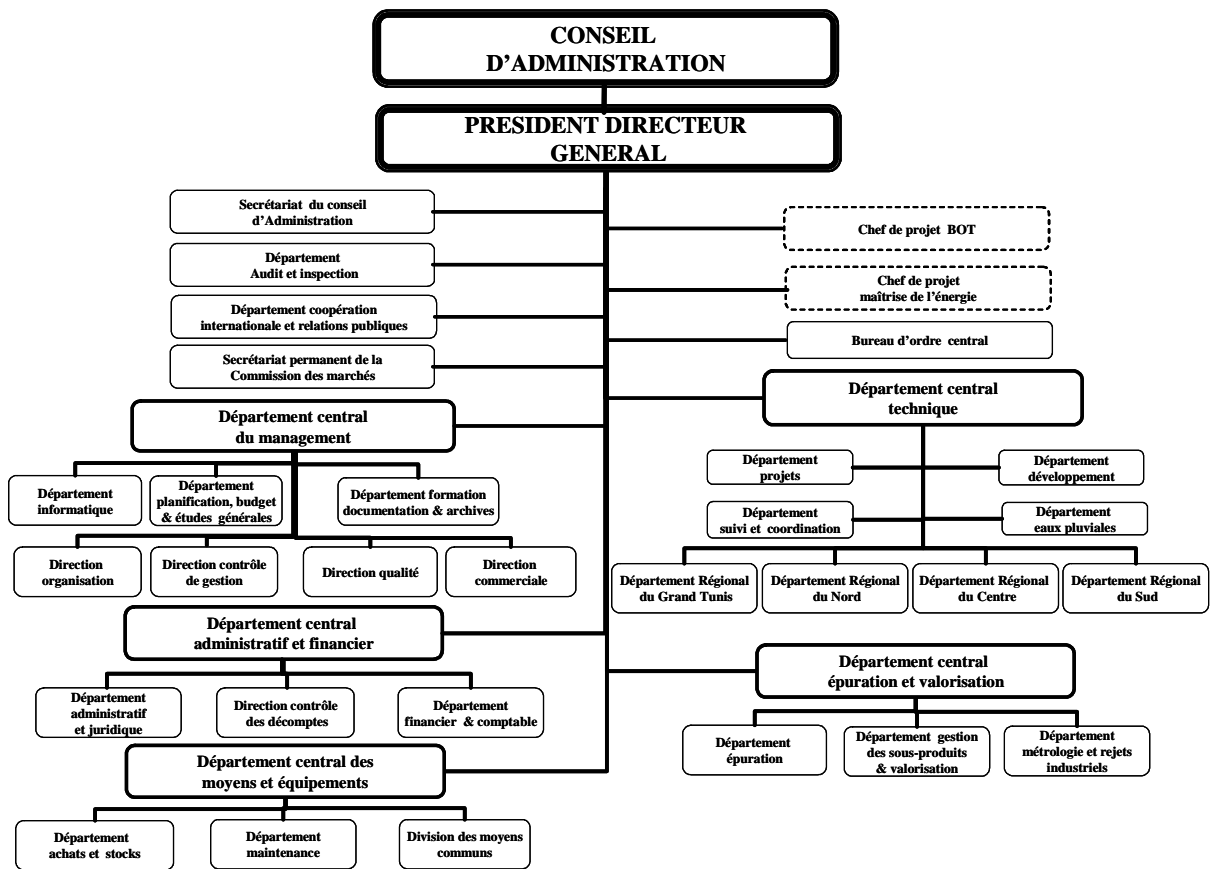 CONSEIL
D'ADMINISTRATION
PRESIDENT DIRECTEUR
GENERAL
Secrétariat du conseil
d'Administration
Département
Audit et inspection
Département coopération
internationale et relations publiques
Secrétariat permanent de la
Commission des marchés
Chef de projet BOT
Chef de projet
maîtrise de l'énergie
Bureau d'ordre central
Département central
du management
Département
informatique
Département
planification, budget
& études générales
Département formation
documentation & archives
Direction
organisation
Direction contrôle
de gestion
Direction qualité
Direction
commerciale
Département central
technique
Département
projets
Département
développement
Département
suivi et coordination
Département
eaux pluviales
Département Régional
du Grand Tunis
Département Régional
du Nord
Département Régional
du Centre
Département Régional
du Sud
Département central
administratif et financier
Département
administratif
et juridique
Direction contrôle
des décomptes
Département
financier & comptable
Département central
épuration et valorisation
Département
épuration
Département gestion
des sous-produits
& valorisation
Département
métrologie et rejets
industriels
Département central des
moyens et équipements
Département
achats et stocks
Département
maintenance
Division des moyens
communs